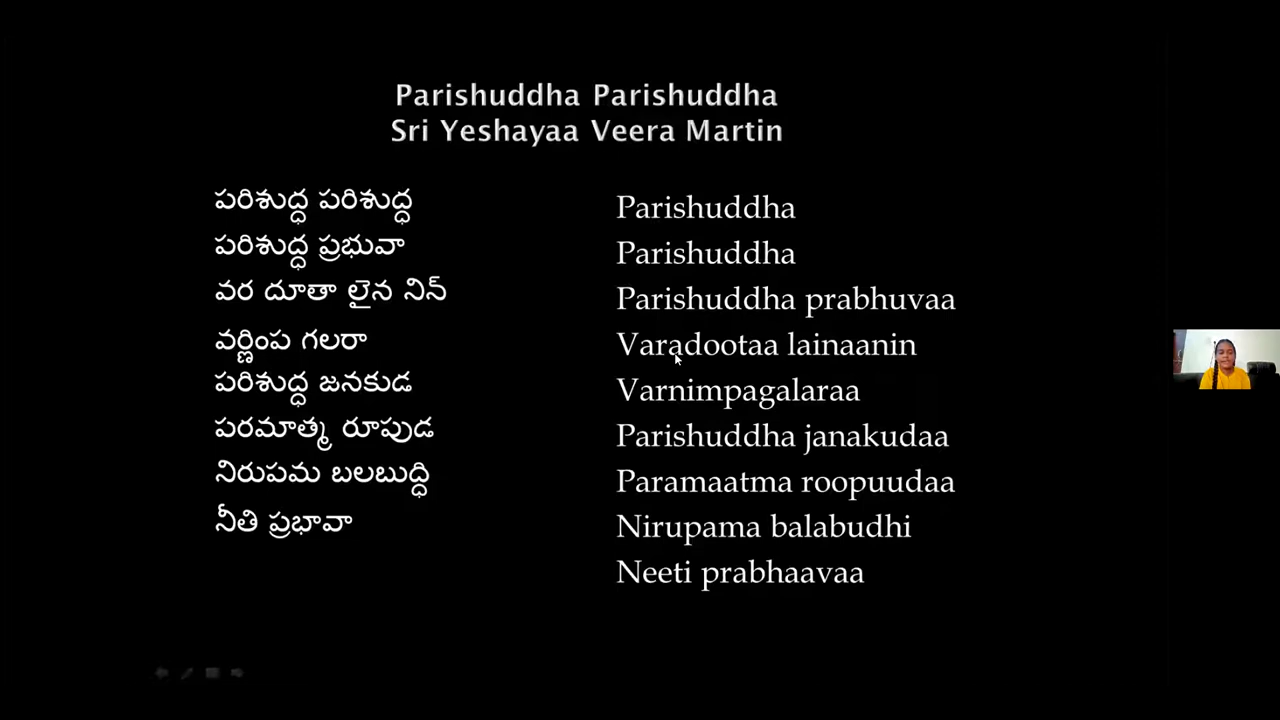 Parishuddha Parishuddha
Sri Yeshayaa Veera Martin
పరిశుద్ధ పరిశుద్ధ
పరిశుద్ధ ప్రభువా
వర దూతా లైన నిన్
వర్ణింప గలరా
పరిశుద్ధ జనకుడ
పరమాత్మ రూపుడ
నిరుపమ బలబుద్ధి
నీతి ప్రభావా
Parishuddha
Parishuddha
Parishuddha prabhuvaa
Varadootaa lainaanin
Varnimpagalaraa
Parishuddha janakudaa
Paramaatma roopuudaa
Nirupama balabudhi
Neeti prabhaavaa